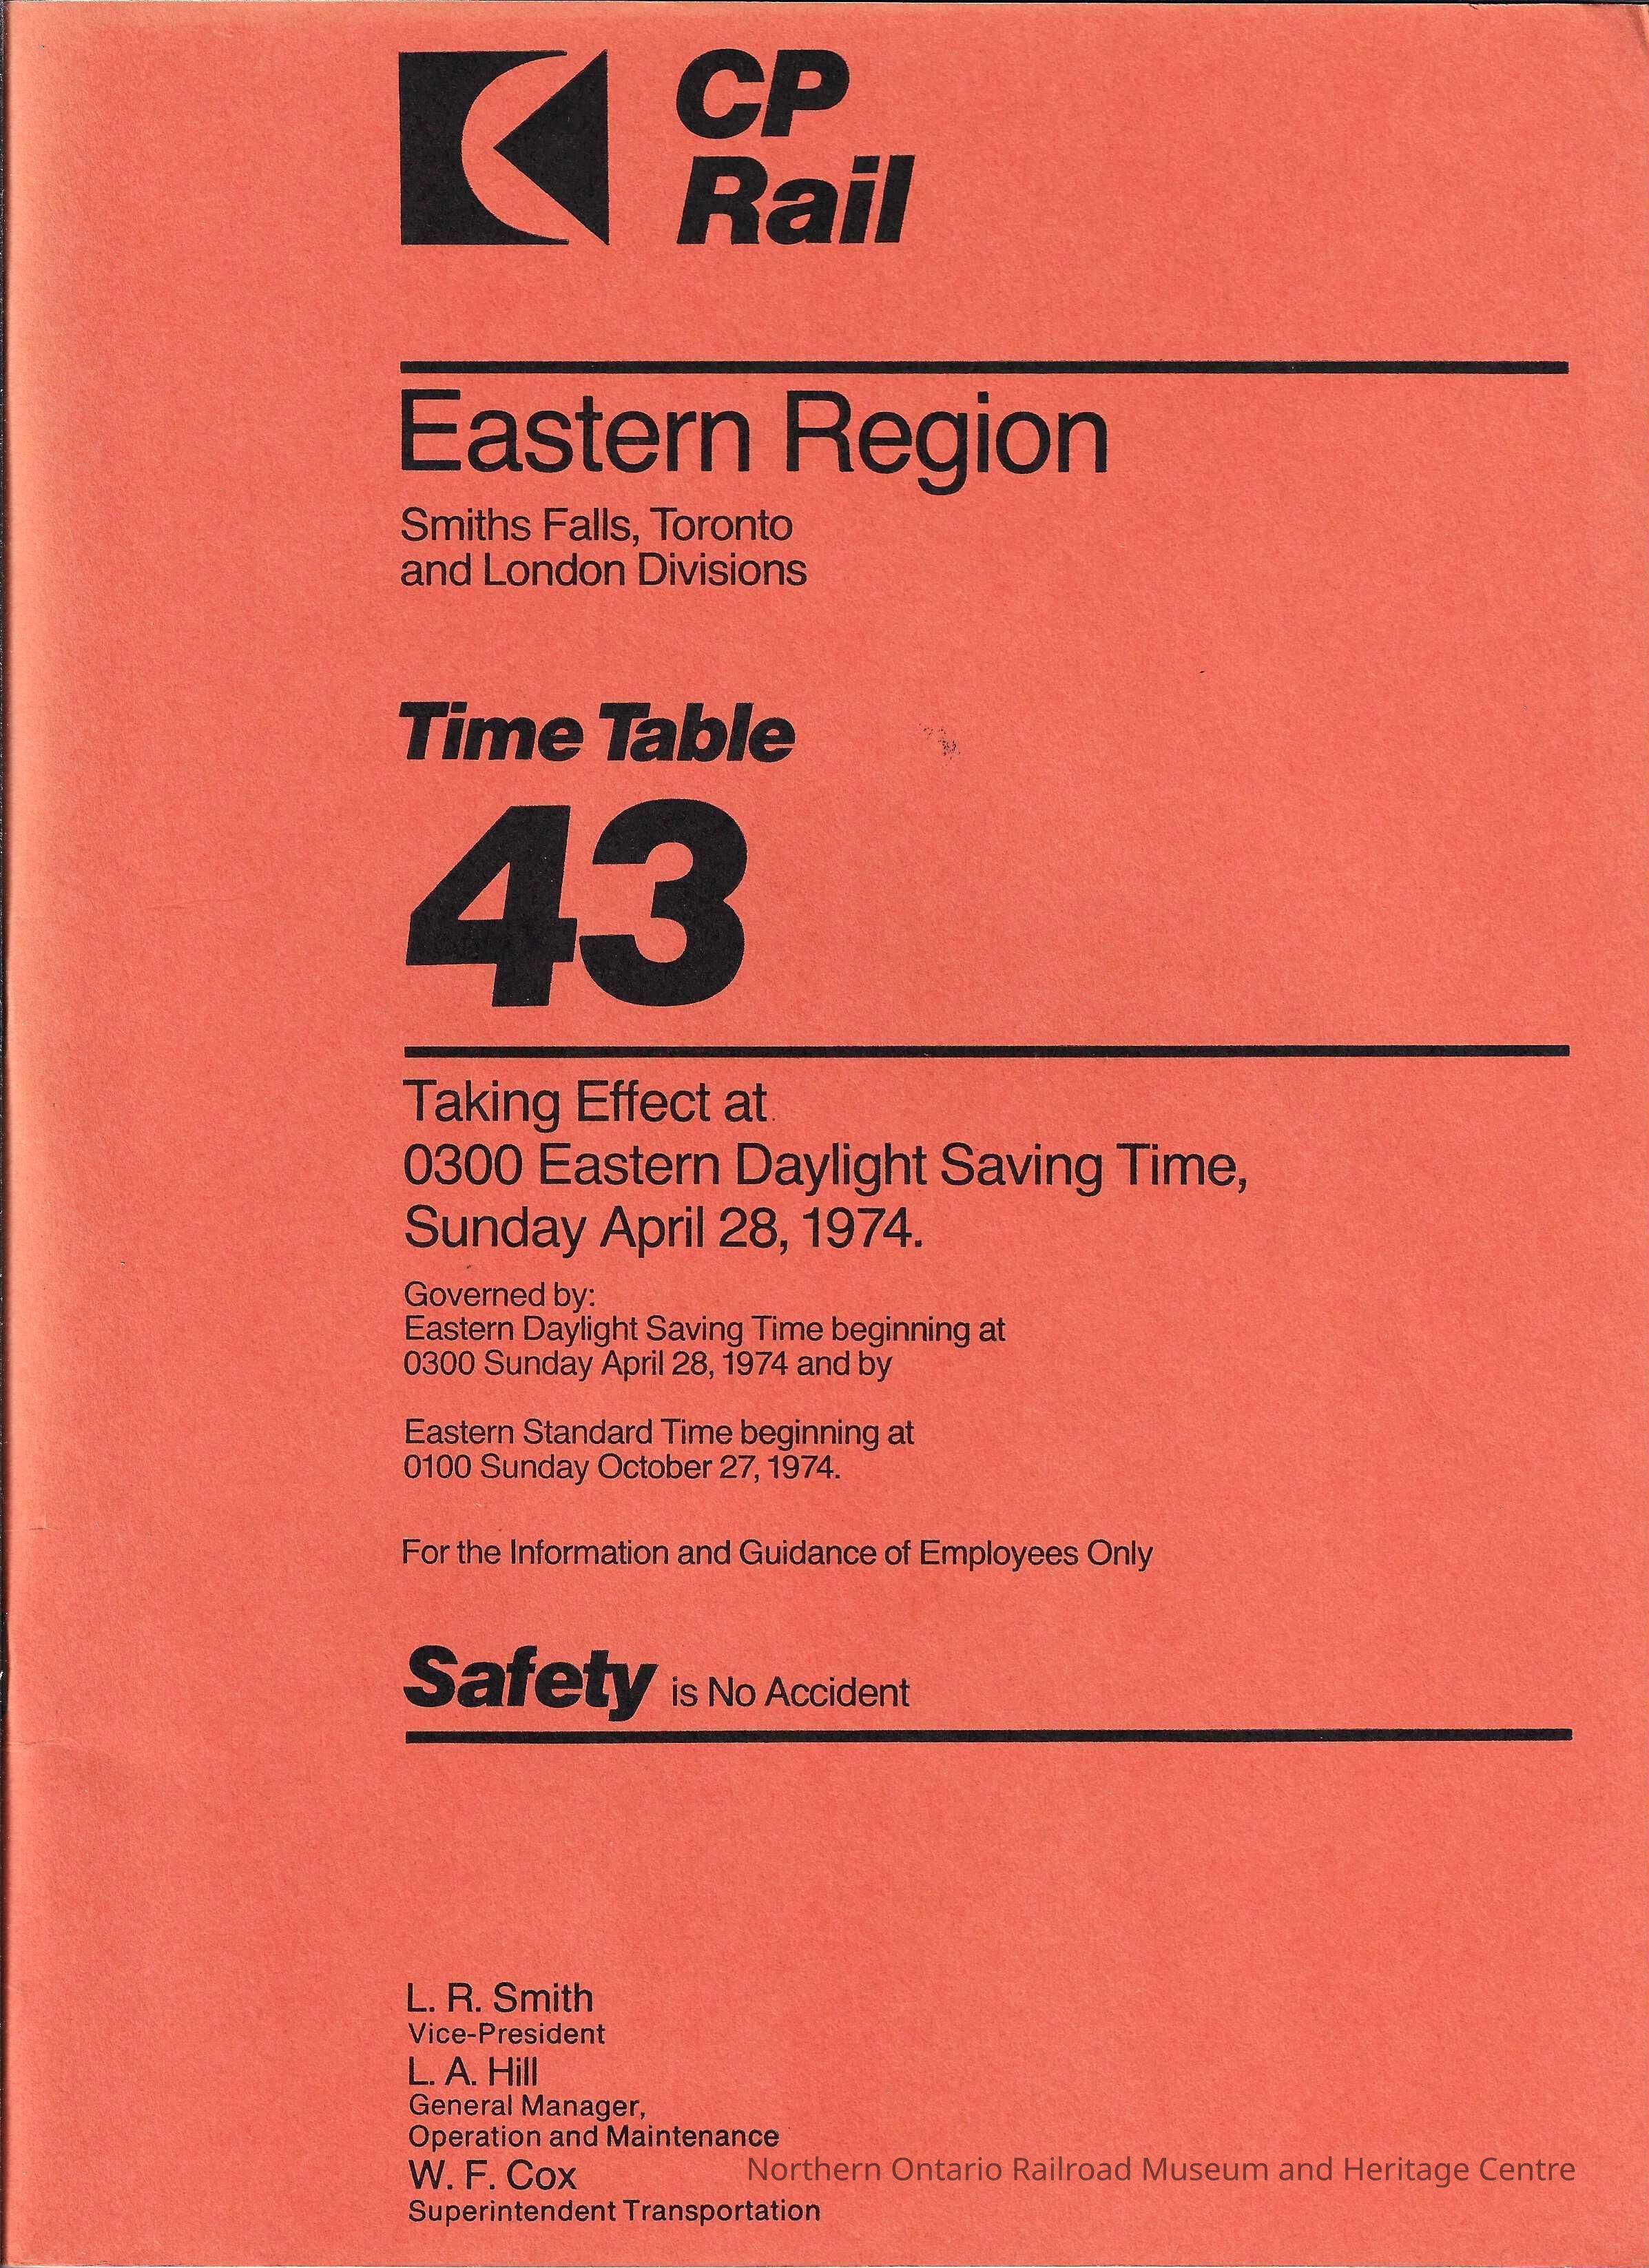 CP
Rail
Eastern Region
Smiths Falls, Toronto
and London Divisions
Time Table
43
Taking Effect at
0300 Eastern Daylight Saving Time,
Sunday April 28, 1974.
Governed by:
Eastern Daylight Saving Time beginning at
0300 Sunday April 28, 1974 and by
Eastern Standard Time beginning at
0100 Sunday October 27, 1974.
For the Information and Guidance of Employees Only
Safety is No Accident
L. R. Smith
Vice-President
L. A. Hill
General Manager,
Operation and Maintenance
W. F. Cox
Superintendent Transportation
Northern Ontario Railroad Museum and Heritage Centre